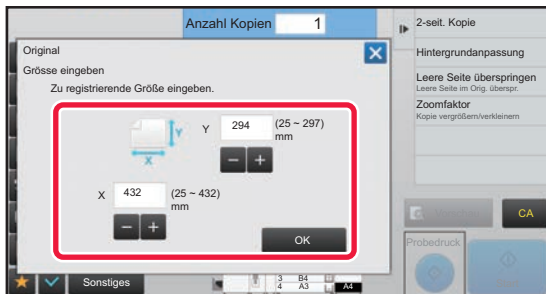 Anzahl Kopien 1
2-seit. Kopie
Original
Hintergrundanpassung
Grösse eingeben
Leere Seite überspringen
Leere Seite im Orig. überspr.
Zu registrierende Größe eingeben.
Zoomfaktor
Kopie vergrößern/verkleinern
Y 294 (25 ~ 297)
mm
Y
X
− +
X 432 (25 ~ 432)
mm
− +
OK
CA
Probedruck
Sonstiges
3 B4
4 A3
A4